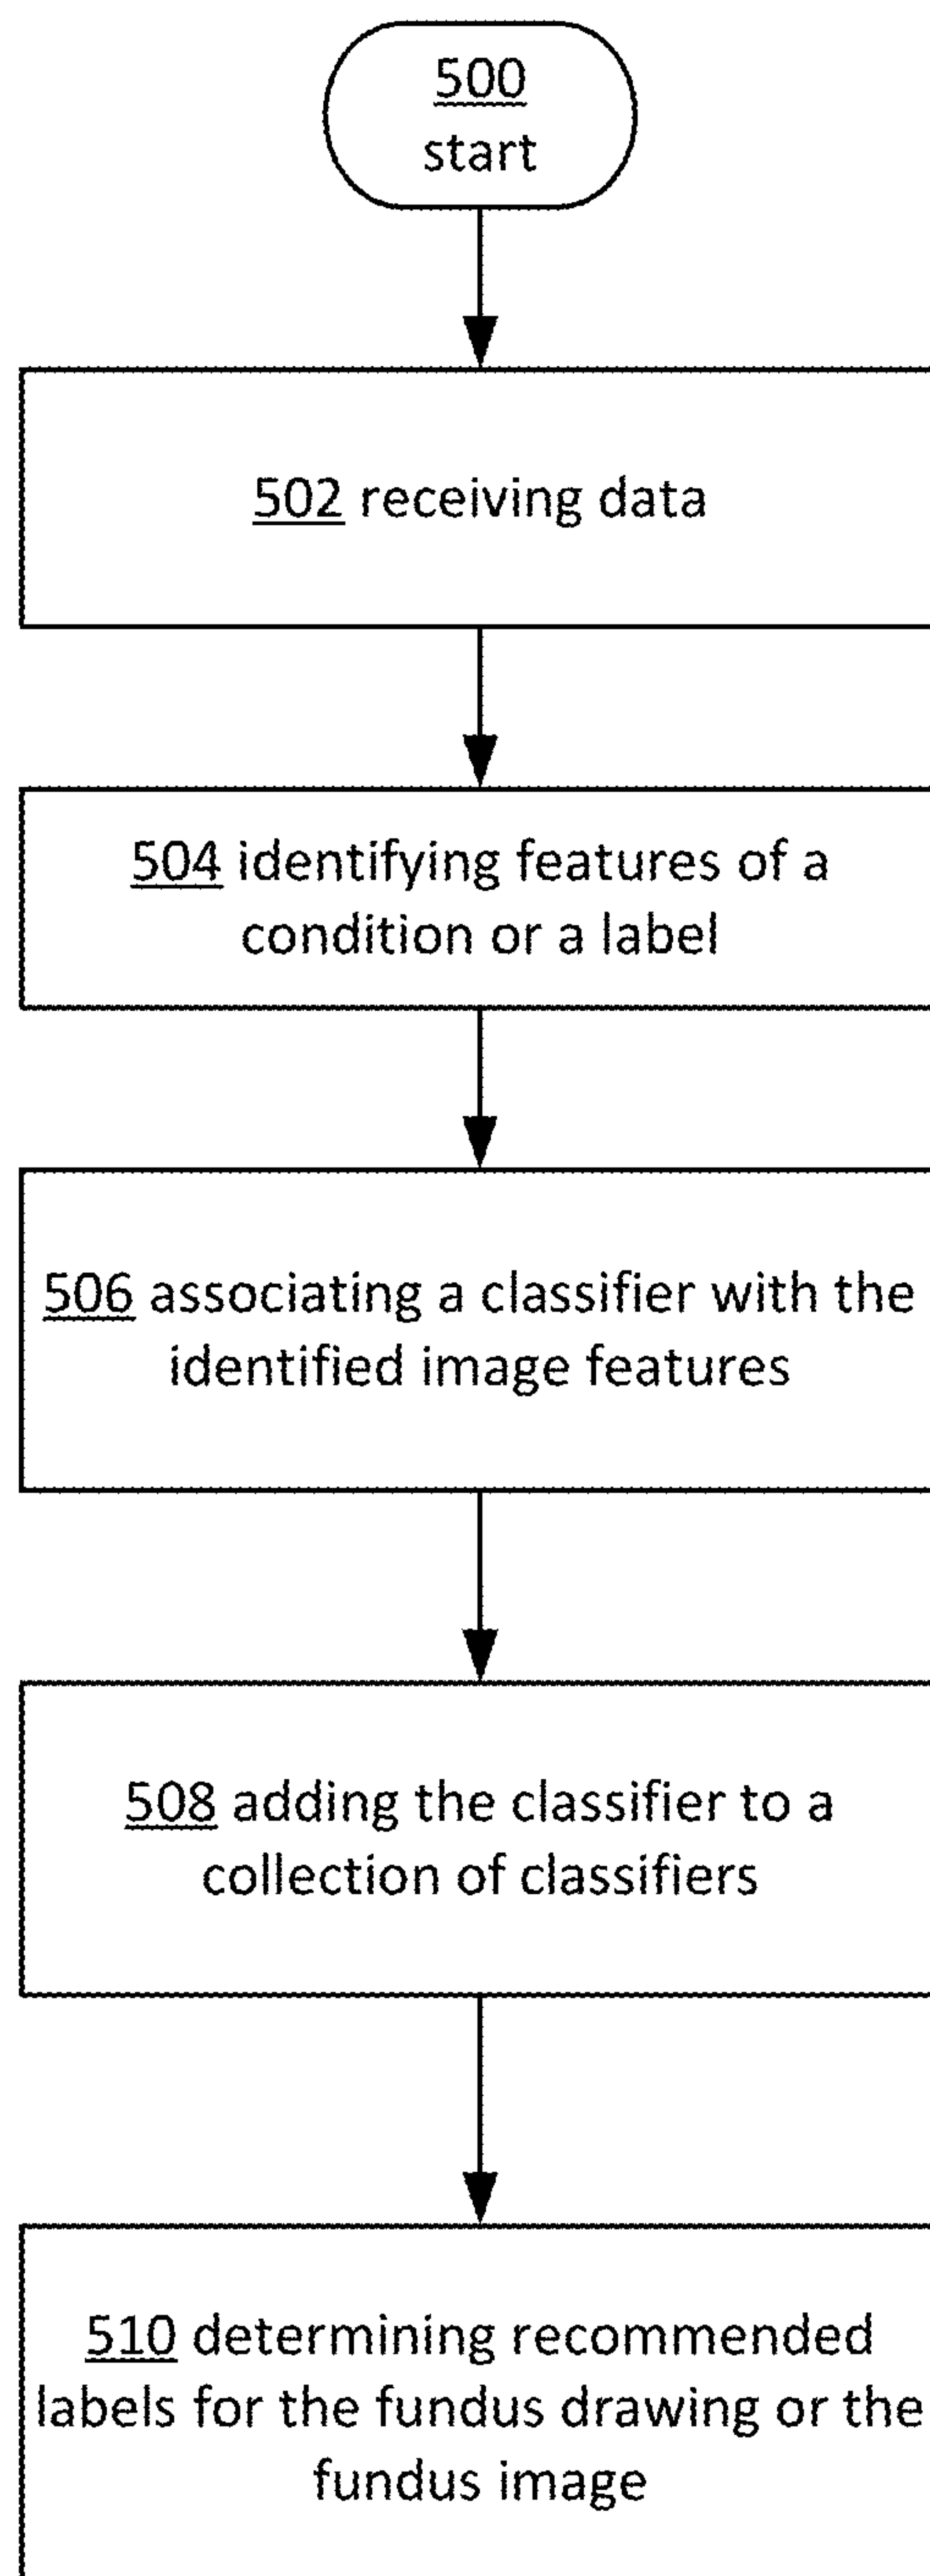 500
start
502 receiving data
504 identifying features of a
condition or a label
506 associating a classifier with the
identified image features
508 adding the classifier to a
collection of classifiers
510 determining recommended
labels for the fundus drawing or the
fundus image